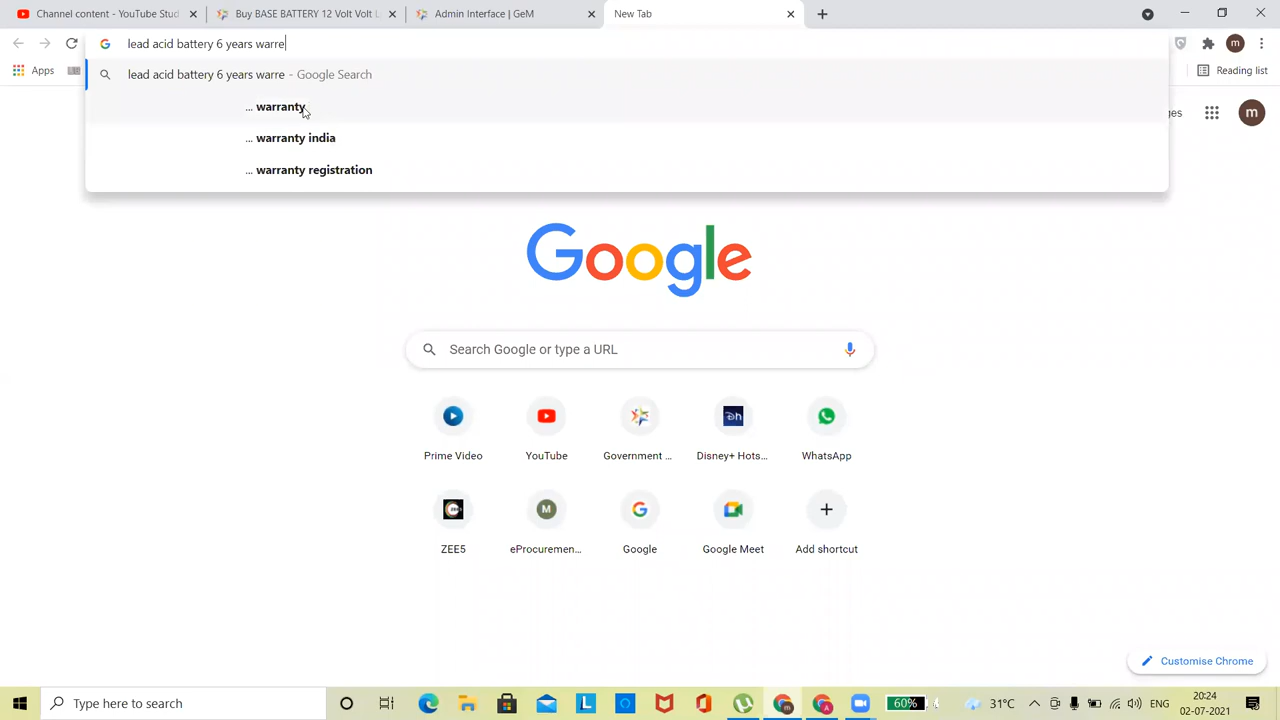 Channel content - YouTube Stud
Buy BASE BATTERY 12 Volt Volt L
Admin Interface | GeM
New Tab
lead acid battery 6 years warre
Apps
Reading list
lead acid battery 6 years warre - Google Search
... warranty
... warranty india
... warranty registration
es
m
m
Google
Search Google or type a URL
Prime Video
YouTube
Government ...
Disney+ Hots...
WhatsApp
ZEE5
eProcuremen...
Google
Google Meet
Add shortcut
Customise Chrome
Type here to search
60%
31°C
ENG
20:24
02-07-2021